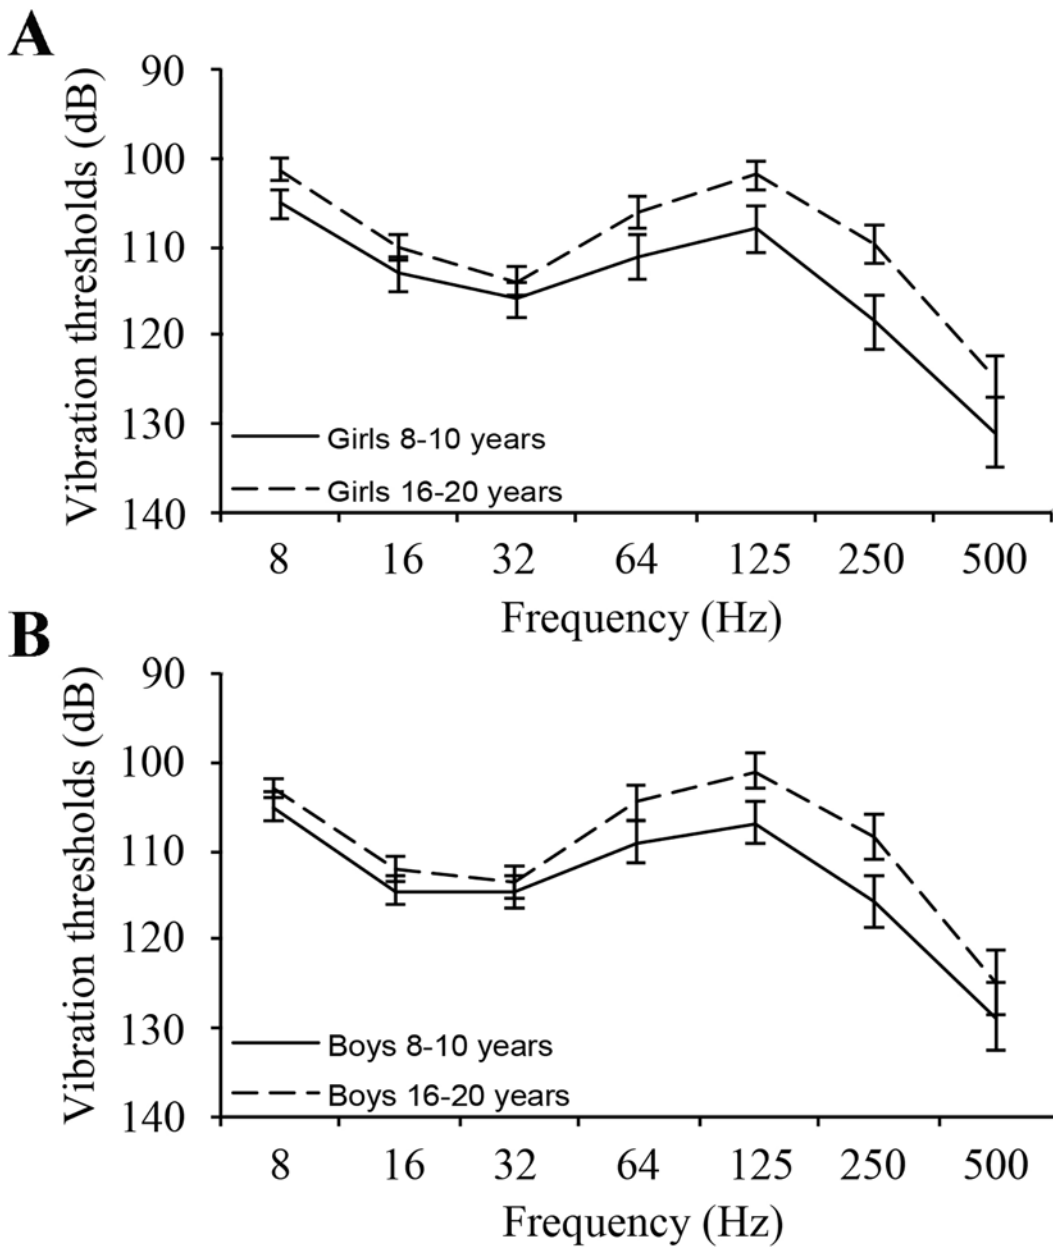 A
Vibration thresholds (dB)
90
100
110
120
130
140
Girls 8-10 years
Girls 16-20 years
8 16 32 64 125 250 500
Frequency (Hz)
B
Vibration thresholds (dB)
90
100
110
120
130
140
Boys 8-10 years
Boys 16-20 years
8 16 32 64 125 250 500
Frequency (Hz)